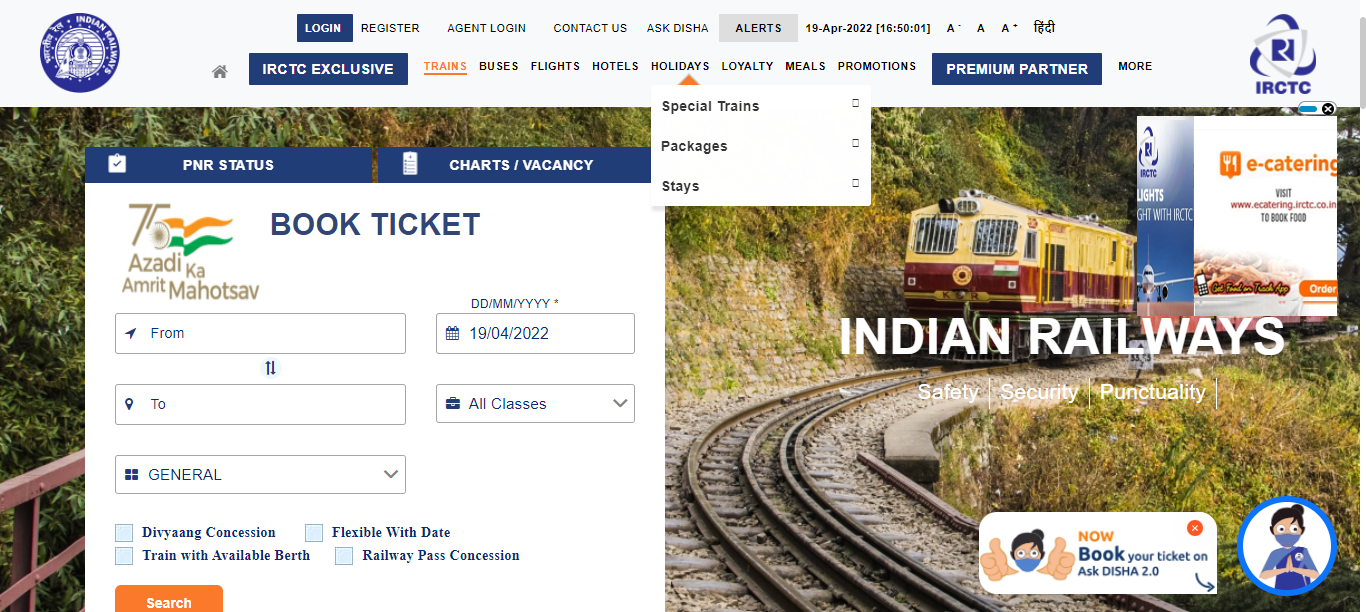 LOGIN REGISTER AGENT LOGIN CONTACT US ASK DISHA ALERTS 19-Apr-2022 [16:50:01] A- A A+ हिंदी
INDIAN RAILWAYS
भारतीय रेल
IRCTC EXCLUSIVE TRAINS BUSES FLIGHTS HOTELS HOLIDAYS LOYALTY MEALS PROMOTIONS PREMIUM PARTNER MORE
IRCTC
Special Trains
Packages
Stays
PNR STATUS CHARTS / VACANCY
75
Azadi Ka
Amrit Mahotsav
BOOK TICKET
DD/MM/YYYY *
From 19/04/2022
To All Classes
GENERAL
Divyaang Concession Flexible With Date
Train with Available Berth Railway Pass Concession
Search
IRCTC
LIGHTS
GHT WITH IRCTC
e-catering
VISIT
www.ecatering.irctc.co.in
TO BOOK FOOD
Get Food on Track App
Order
INDIAN RAILWAYS
Safety Security Punctuality
NOW
Book your ticket on
Ask DISHA 2.0